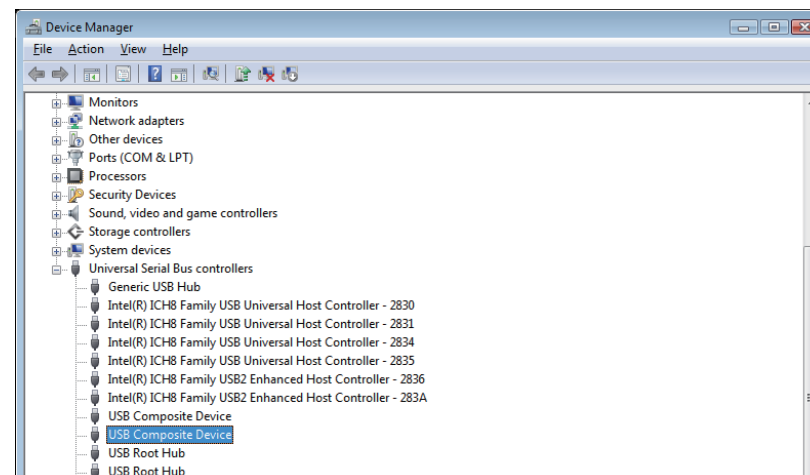 Device Manager
File Action View Help
Monitors
Network adapters
Other devices
Ports (COM & LPT)
Processors
Security Devices
Sound, video and game controllers
Storage controllers
System devices
Universal Serial Bus controllers
Generic USB Hub
Intel(R) ICH8 Family USB Universal Host Controller - 2830
Intel(R) ICH8 Family USB Universal Host Controller - 2831
Intel(R) ICH8 Family USB Universal Host Controller - 2834
Intel(R) ICH8 Family USB Universal Host Controller - 2835
Intel(R) ICH8 Family USB2 Enhanced Host Controller - 2836
Intel(R) ICH8 Family USB2 Enhanced Host Controller - 283A
USB Composite Device
USB Composite Device
USB Root Hub
USB Root Hub